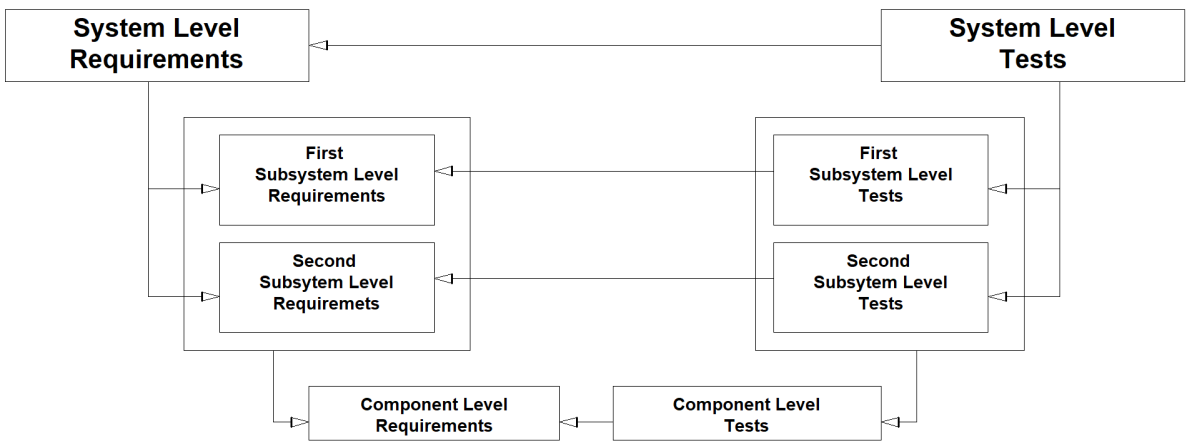 System Level
Requirements
System Level
Tests
First
Subsystem Level
Requirements
First
Subsystem Level
Tests
Second
Subsytem Level
Requiremets
Second
Subsytem Level
Tests
Component Level
Requirements
Component Level
Tests